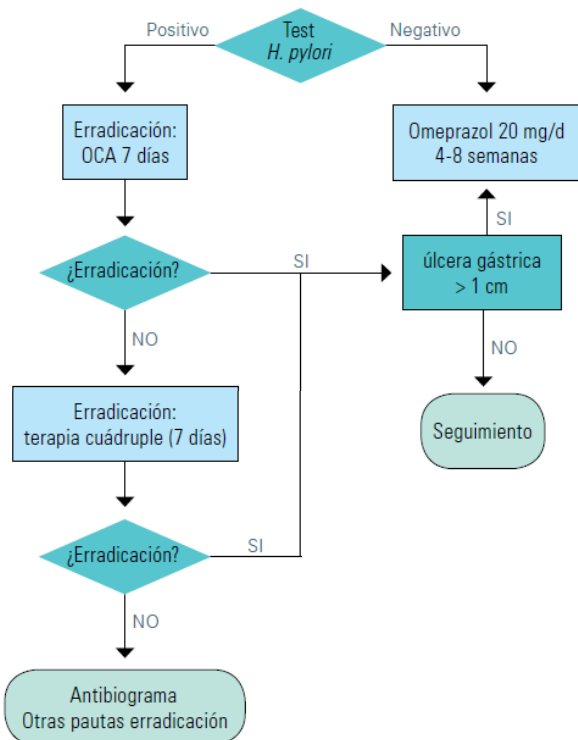 Test
H. pylori
Positivo
Negativo
Erradicación:
OCA 7 días
Omeprazol 20 mg/d
4-8 semanas
SI
¿Erradicación?
SI
úlcera gástrica
> 1 cm
NO
NO
Erradicación:
terapia cuádruple (7 días)
Seguimiento
¿Erradicación?
SI
NO
Antibiograma
Otras pautas erradicación